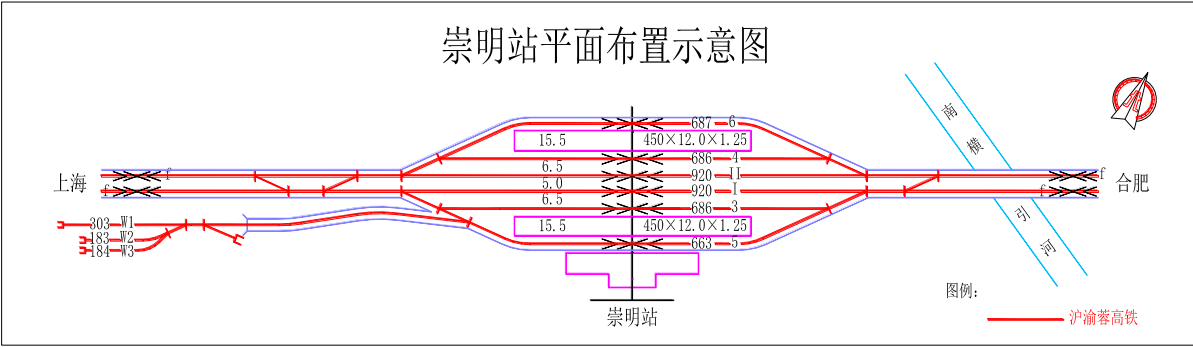 崇明站平面布置示意图
南
横
引
河
687 6
15.5 450×12.0×1.25
686 4
6.5
920 II
5.0
920 I
6.5
686 3
15.5 450×12.0×1.25
663 5
上海
f
f
f
f
合肥
303 W1
183 W2
184 W3
崇明站
图例:
沪渝蓉高铁